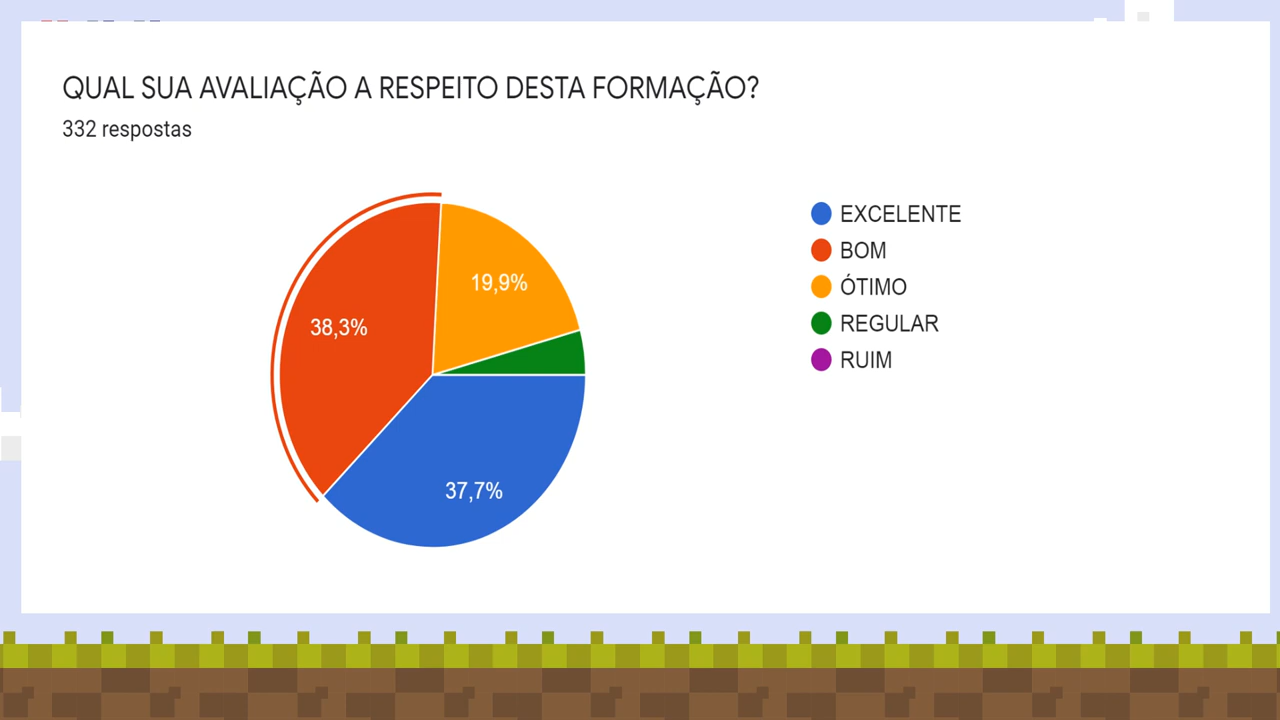 QUAL SUA AVALIAÇÃO A RESPEITO DESTA FORMAÇÃO?
332 respostas
EXCELENTE
BOM
ÓTIMO
REGULAR
RUIM
19,9%
38,3%
37,7%